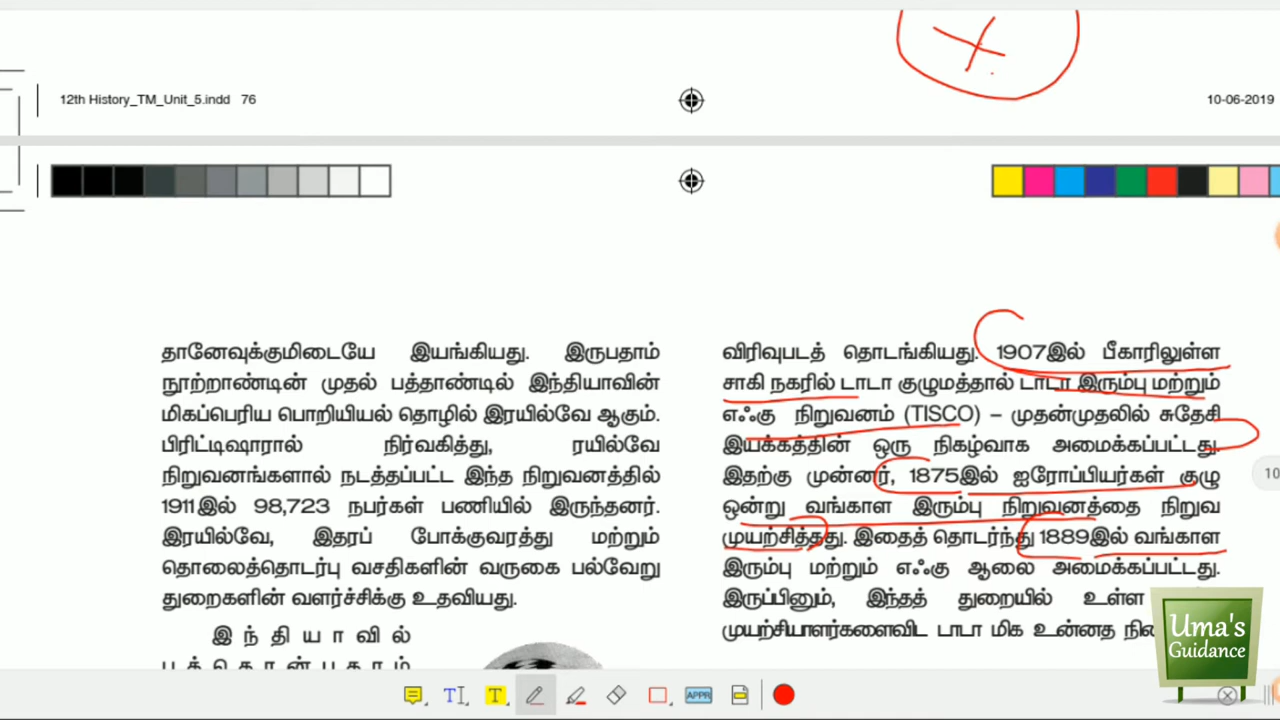 12th History_TM_Unit_5.indd 76
10-06-2019
தானேவுக்குமிடையே இயங்கியது. இருபதாம்
நூற்றாண்டின் முதல் பத்தாண்டில் இந்தியாவின்
மிகப்பெரிய பொறியியல் தொழில் இரயில்வே ஆகும்.
பிரிட்டிஷாரால் நிர்வகித்து, ரயில்வே
நிறுவனங்களால் நடத்தப்பட்ட இந்த நிறுவனத்தில்
1911இல் 98,723 நபர்கள் பணியில் இருந்தனர்.
இரயில்வே, இதரப் போக்குவரத்து மற்றும்
தொலைத்தொடர்பு வசதிகளின் வருகை பல்வேறு
துறைகளின் வளர்ச்சிக்கு உதவியது.
இந்தியாவில்
விரிவுபடத் தொடங்கியது. 1907இல் பீகாரிலுள்ள
சாகி நகரில் டாடா குழுமத்தால் டாடா இரும்பு மற்றும்
எஃகு நிறுவனம் (TISCO) – முதன்முதலில் சுதேசி
இயக்கத்தின் ஒரு நிகழ்வாக அமைக்கப்பட்டது.
இதற்கு முன்னர், 1875இல் ஐரோப்பியர்கள் குழு
ஒன்று வங்காள இரும்பு நிறுவனத்தை நிறுவ
முயற்சித்தது. இதைத் தொடர்ந்து 1889இல் வங்காள
இரும்பு மற்றும் எஃகு ஆலை அமைக்கப்பட்டது.
இருப்பினும், இந்தத் துறையில் உள்ள
முயற்சியாளர்களைவிட டாடா மிக உன்னத
10
Uma's
Guidance
APPR